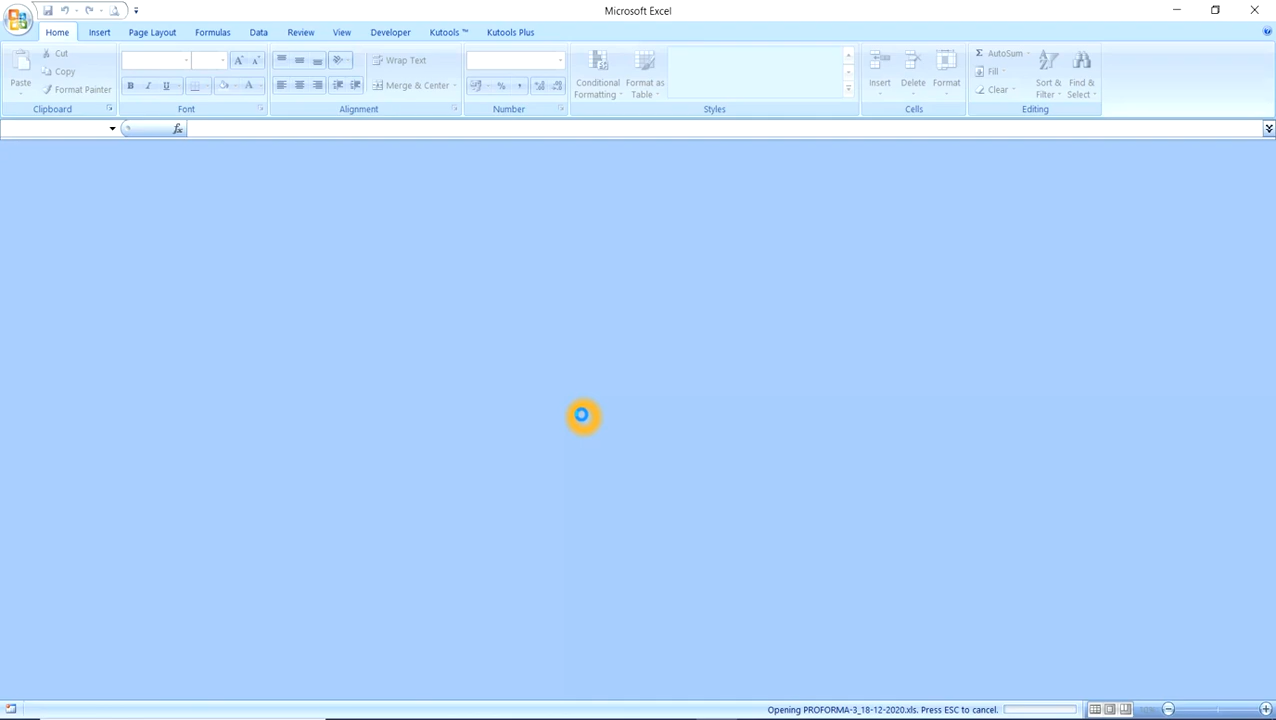 Microsoft Excel
Home Insert Page Layout Formulas Data Review View Developer Kutools ™ Kutools Plus
Paste
Cut
Copy
Format Painter
Clipboard
B I U A
Font
Wrap Text
Merge & Center
Alignment
% ,
Number
Conditional Formatting
Format as Table
Styles
Insert Delete Format
Cells
Σ AutoSum
Fill
Clear
Sort & Filter
Find & Select
Editing
fx
Opening PROFORMA-3_18-12-2020.xls. Press ESC to cancel.